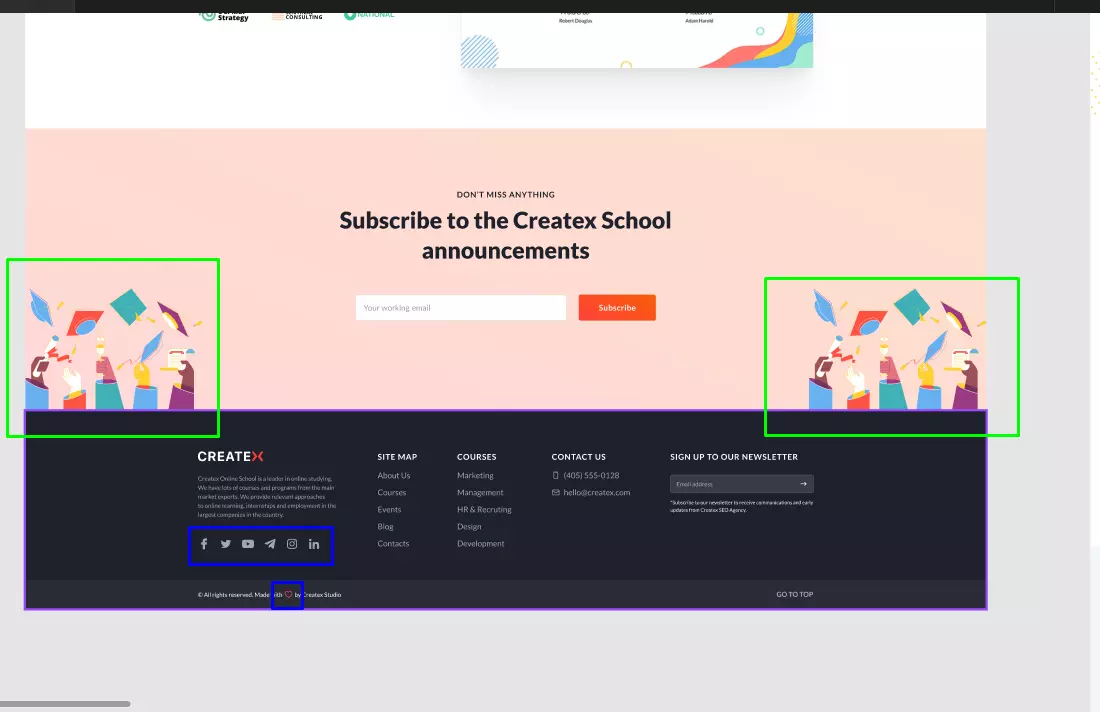 Strategy
CONSULTING
NATIONAL
Robert Douglas
Adam Harold
DON'T MISS ANYTHING
Subscribe to the Createx School
announcements
Your working email
Subscribe
CREATEX
Createx Online School is a leader in online studying.
We have lots of courses and programs from the main
market experts. We provide relevant approaches
to online learning, internships and employment in the
largest companies in the country.
SITE MAP
About Us
Courses
Events
Blog
Contacts
COURSES
Marketing
Management
HR & Recruting
Design
Development
CONTACT US
(405) 555-0128
hello@createx.com
SIGN UP TO OUR NEWSLETTER
Email address
*Subscribe to our newsletter to receive communications and early
updates from Createx SEO Agency.
© All rights reserved. Made with by Createx Studio
GO TO TOP